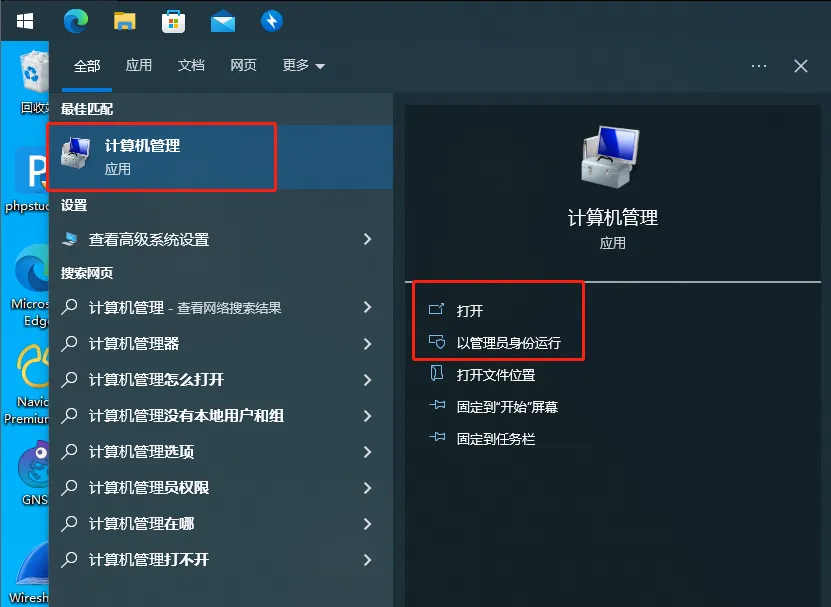 全部
应用
文档
网页
更多
最佳匹配
计算机管理
应用
设置
查看高级系统设置
搜索网页
计算机管理 - 查看网络搜索结果
计算机管理器
计算机管理怎么打开
计算机管理没有本地用户和组
计算机管理选项
计算机管理员权限
计算机管理在哪
计算机管理打不开
计算机管理
应用
打开
以管理员身份运行
打开文件位置
固定到"开始"屏幕
固定到任务栏
回收
phpstu
Micros
Edg
Navic
Premium
GNS
Wiresh